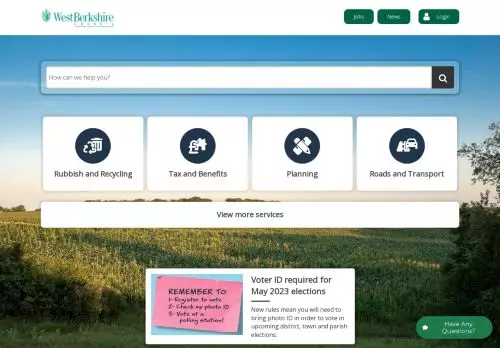 West Berkshire
COUNCIL
Jobs
News
Login
How can we help you?
Rubbish and Recycling
Tax and Benefits
Planning
Roads and Transport
View more services
REMEMBER TO
1- Register to vote
2- Check my photo ID
3- Vote at a
polling station!
Voter ID required for
May 2023 elections
New rules mean you will need to
bring photo ID in order to vote in
upcoming district, town and parish
elections.
Have Any
Questions?